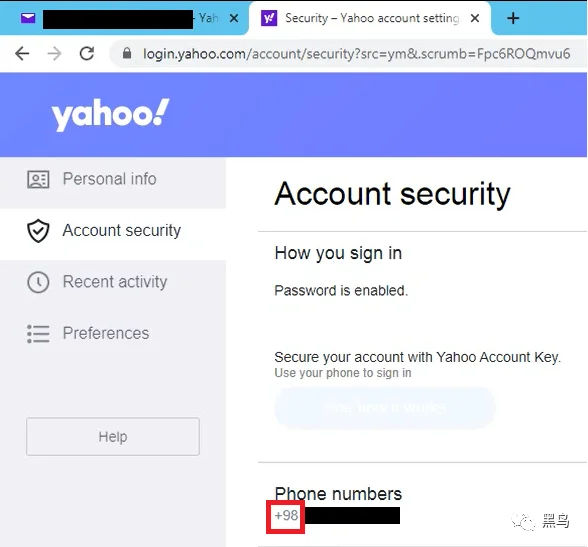 - Yah
Security – Yahoo account setting
login.yahoo.com/account/security?src=ym&.scrumb=Fpc6ROQmvu6
yahoo!
Personal info
Account security
Recent activity
Preferences
Help
Account security
How you sign in
Password is enabled.
Secure your account with Yahoo Account Key.
Use your phone to sign in
Phone numbers
+98
黑鸟